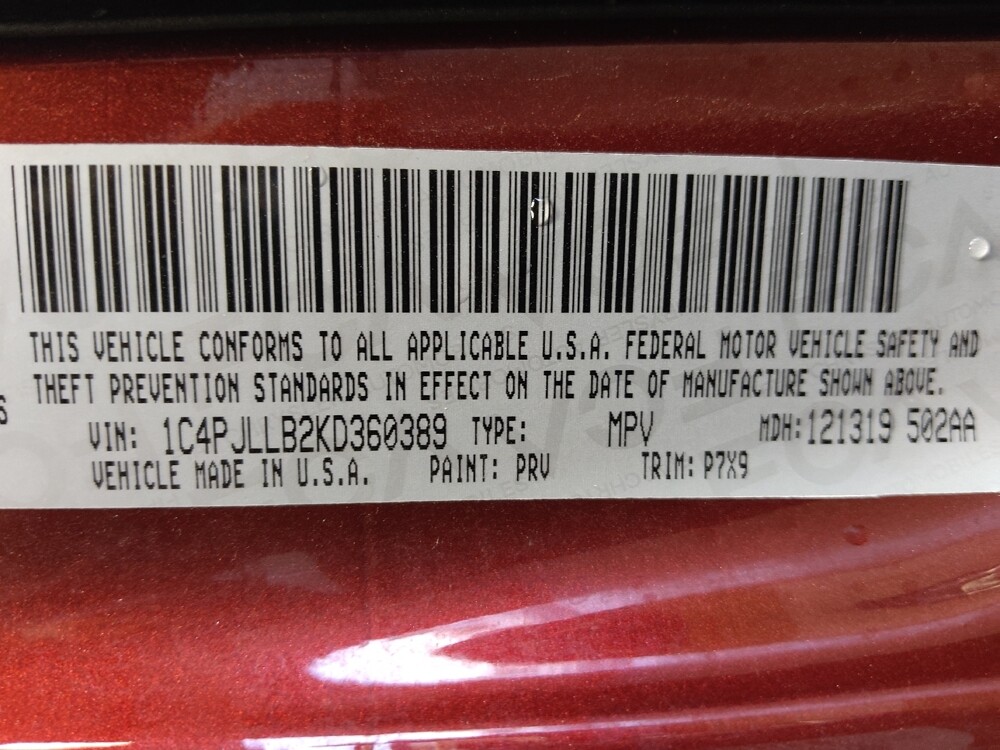 THIS VEHICLE CONFORMS TO ALL APPLICABLE U.S.A. FEDERAL MOTOR VEHICLE SAFETY AND
THEFT PREVENTION STANDARDS IN EFFECT ON THE DATE OF MANUFACTURE SHOWN ABOVE.
VIN: 1C4PJLLB2KD360389 TYPE: MPV MDH:121319 502AA
VEHICLE MADE IN U.S.A. PAINT: PRV TRIM: P7X9